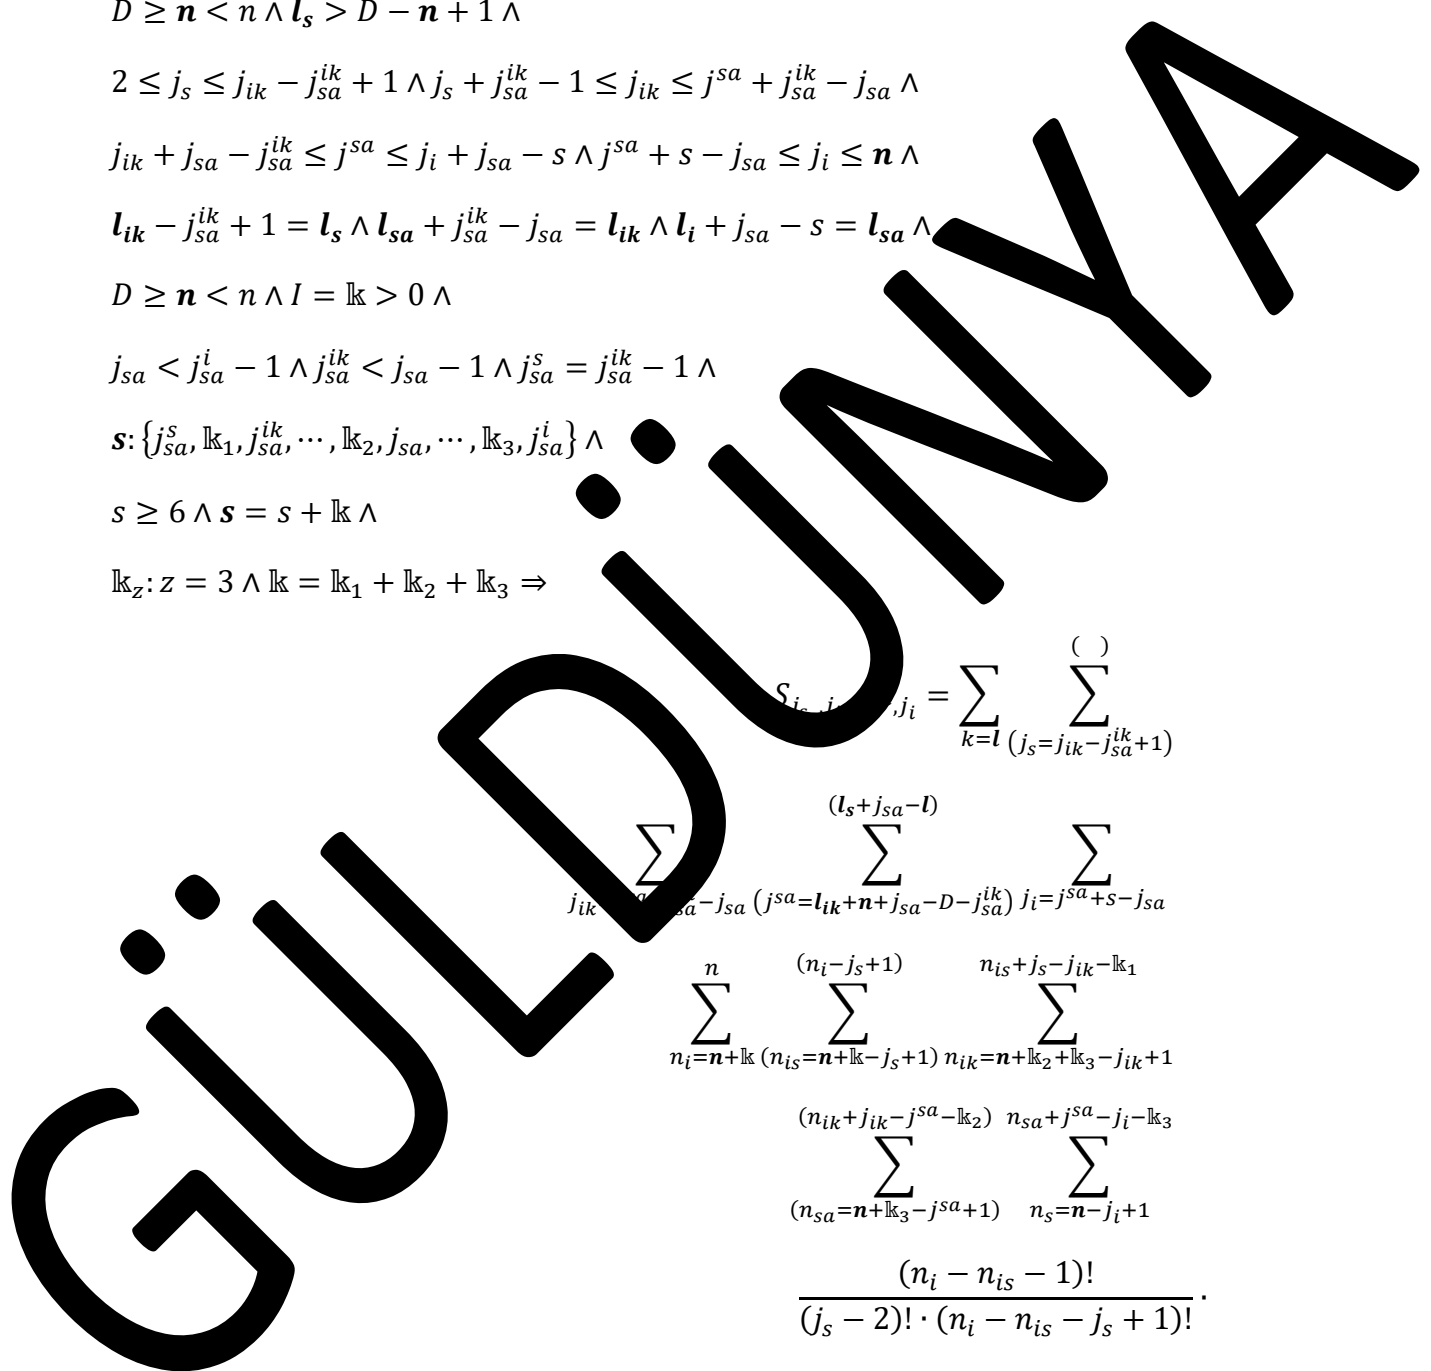 D ≥ n < n ∧ l_s > D − n + 1 ∧
2 ≤ j_s ≤ j_{ik} − j_{sa}^{ik} + 1 ∧ j_s + j_{sa}^{ik} − 1 ≤ j_{ik} ≤ j^{sa} + j_{sa}^{ik} − j_{sa} ∧
j_{ik} + j_{sa} − j_{sa}^{ik} ≤ j^{sa} ≤ j_i + j_{sa} − s ∧ j^{sa} + s − j_{sa} ≤ j_i ≤ n ∧
l_{ik} − j_{sa}^{ik} + 1 = l_s ∧ l_{sa} + j_{sa}^{ik} − j_{sa} = l_{ik} ∧ l_i + j_{sa} − s = l_{sa} ∧
D ≥ n < n ∧ I = 𝕜 > 0 ∧
j_{sa} < j_{sa}^i − 1 ∧ j_{sa}^{ik} < j_{sa} − 1 ∧ j_{sa}^s = j_{sa}^{ik} − 1 ∧
s: {j_{sa}^s, 𝕜_1, j_{sa}^{ik}, ⋯, 𝕜_2, j_{sa}, ⋯, 𝕜_3, j_{sa}^i} ∧
s ≥ 6 ∧ s = s + 𝕜 ∧
𝕜_z: z = 3 ∧ 𝕜 = 𝕜_1 + 𝕜_2 + 𝕜_3 ⇒
S_{j_s, ,j_i} = ∑_{k=l} ∑_{(j_s=j_{ik}−j_{sa}^{ik}+1)}^{( )}
∑_{j_{ik} −j_{sa}} ∑_{(j^{sa}=l_{ik}+n+j_{sa}−D−j_{sa}^{ik})}^{(l_s+j_{sa}−l)} ∑_{j_i=j^{sa}+s−j_{sa}}
∑_{n_i=n+𝕜}^{n} ∑_{(n_{is}=n+𝕜−j_s+1)}^{(n_i−j_s+1)} ∑_{n_{ik}=n+𝕜_2+𝕜_3−j_{ik}+1}^{n_{is}+j_s−j_{ik}−𝕜_1}
∑_{(n_{sa}=n+𝕜_3−j^{sa}+1)}^{(n_{ik}+j_{ik}−j^{sa}−𝕜_2)} ∑_{n_s=n−j_i+1}^{n_{sa}+j^{sa}−j_i−𝕜_3}
(n_i − n_{is} − 1)!
(j_s − 2)! · (n_i − n_{is} − j_s + 1)! ·
GÜLDÜNYA